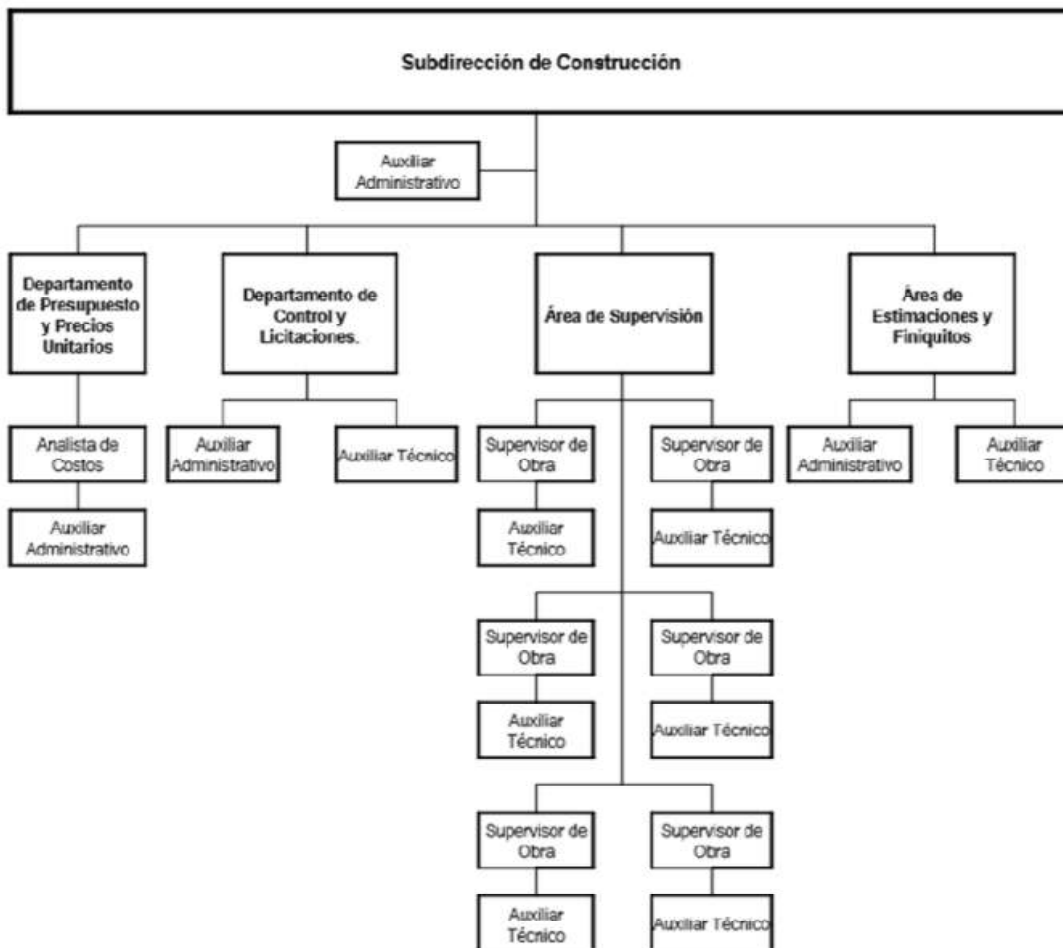 Subdirección de Construcción
Auxiliar
Administrativo
Departamento
de Presupuesto
y Precios
Unitarios
Departamento de
Control y
Licitaciones.
Área de Supervisión
Área de
Estimaciones y
Finiquitos
Analista de
Costos
Auxiliar
Administrativo
Auxiliar
Administrativo
Auxiliar Técnico
Supervisor de
Obra
Auxiliar
Técnico
Supervisor de
Obra
Auxiliar Técnico
Supervisor de
Obra
Auxiliar
Técnico
Supervisor de
Obra
Auxiliar Técnico
Supervisor de
Obra
Auxiliar
Técnico
Supervisor de
Obra
Auxiliar Técnico
Auxiliar
Administrativo
Auxiliar
Técnico